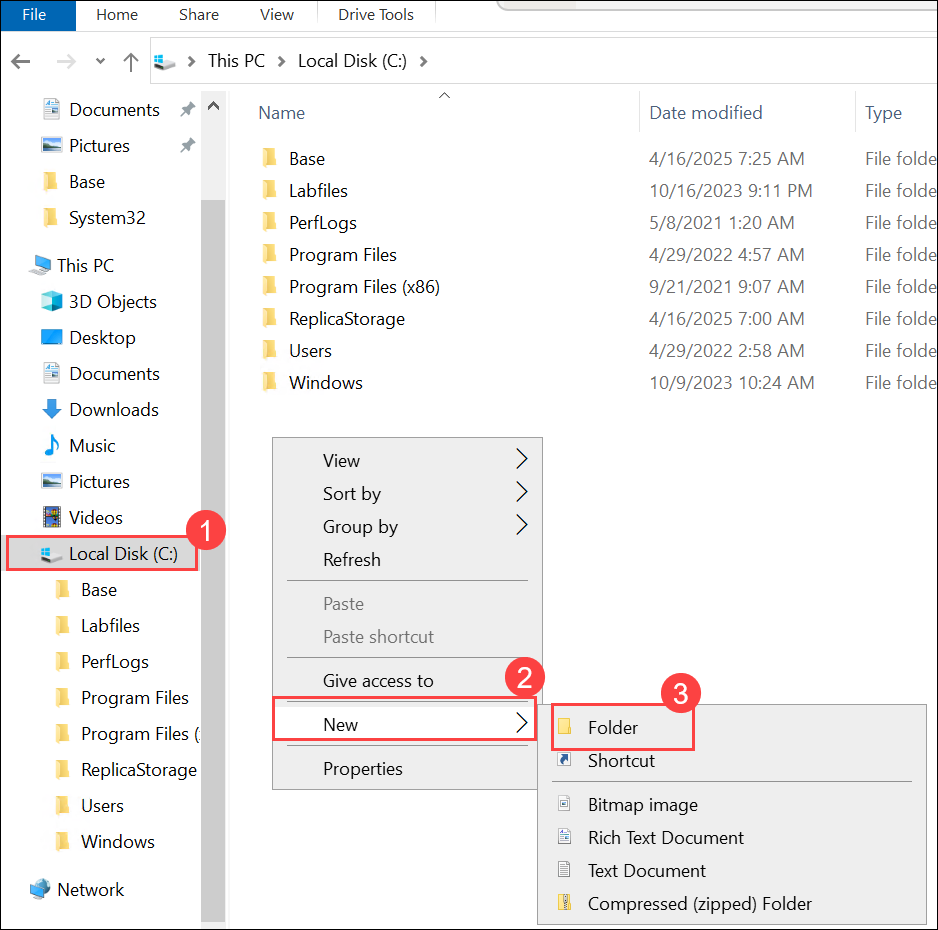 File Home Share View Drive Tools
This PC Local Disk (C:)
Documents
Pictures
Base
System32
This PC
3D Objects
Desktop
Documents
Downloads
Music
Pictures
Videos
Local Disk (C:)
1
Base
Labfiles
PerfLogs
Program Files
Program Files (
ReplicaStorage
Users
Windows
Network
Name Date modified Type
Base 4/16/2025 7:25 AM File folde
Labfiles 10/16/2023 9:11 PM File folde
PerfLogs 5/8/2021 1:20 AM File folde
Program Files 4/29/2022 4:57 AM File folde
Program Files (x86) 9/21/2021 9:07 AM File folde
ReplicaStorage 4/16/2025 7:00 AM File folde
Users 4/29/2022 2:58 AM File folde
Windows 10/9/2023 10:24 AM File folde
View
Sort by
Group by
Refresh
Paste
Paste shortcut
Give access to
2
New
Properties
3
Folder
Shortcut
Bitmap image
Rich Text Document
Text Document
Compressed (zipped) Folder